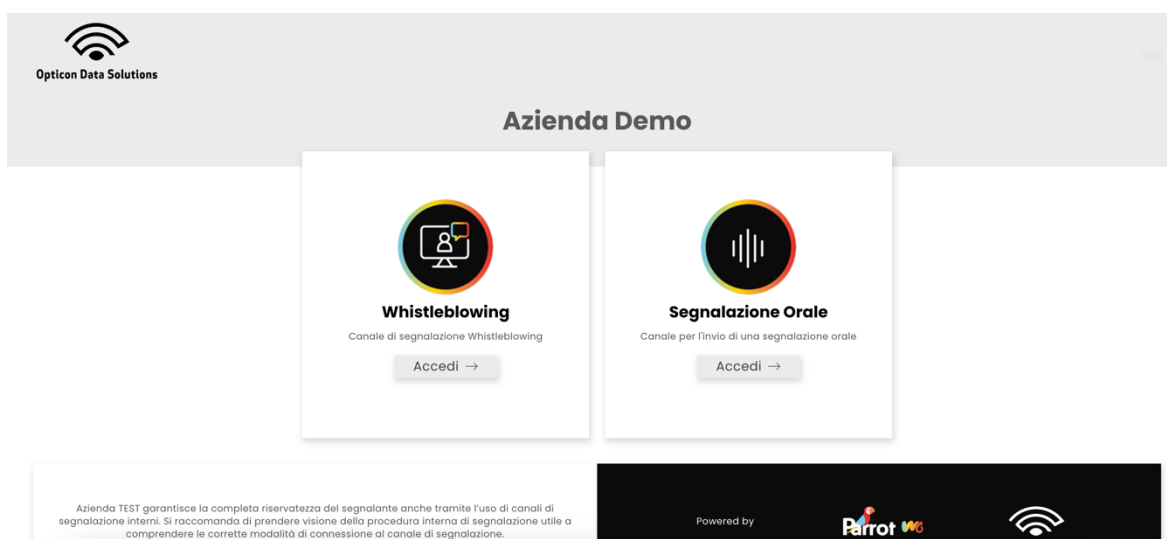 Opticon Data Solutions
Azienda Demo
Whistleblowing
Canale di segnalazione Whistleblowing
Accedi →
Segnalazione Orale
Canale per l'invio di una segnalazione orale
Accedi →
Azienda TEST garantisce la completa riservatezza del segnalante anche tramite l'uso di canali di
segnalazione interni. Si raccomanda di prendere visione della procedura interna di segnalazione utile a
comprendere le corrette modalità di connessione al canale di segnalazione.
Powered by
Parrot WB